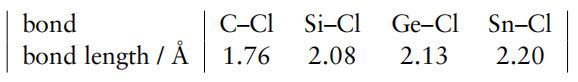 bond C–Cl Si–Cl Ge–Cl Sn–Cl
bond length / Å 1.76 2.08 2.13 2.20